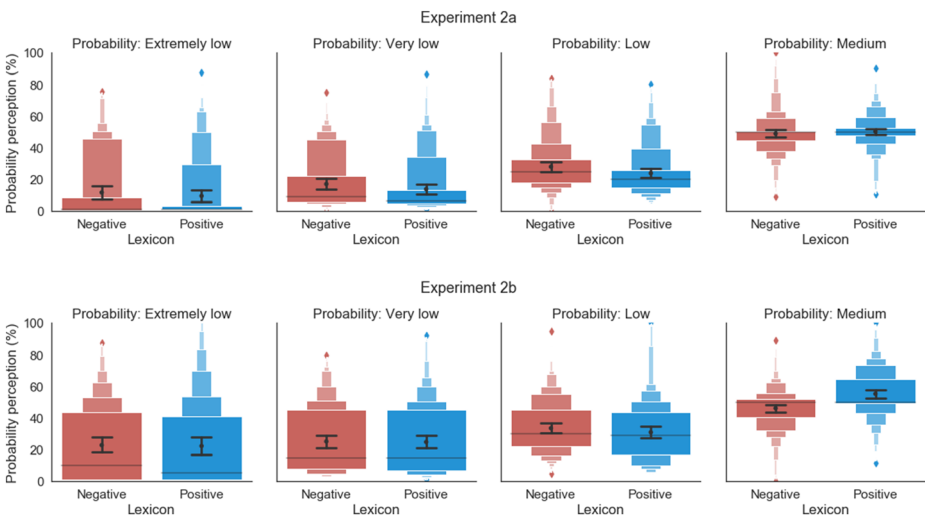 Experiment 2a
Probability: Extremely low
Probability: Very low
Probability: Low
Probability: Medium
Probability perception (%)
100
80
60
40
20
0
Negative
Positive
Lexicon
Negative
Positive
Lexicon
Negative
Positive
Lexicon
Negative
Positive
Lexicon
Experiment 2b
Probability: Extremely low
Probability: Very low
Probability: Low
Probability: Medium
Probability perception (%)
100
80
60
40
20
0
Negative
Positive
Lexicon
Negative
Positive
Lexicon
Negative
Positive
Lexicon
Negative
Positive
Lexicon